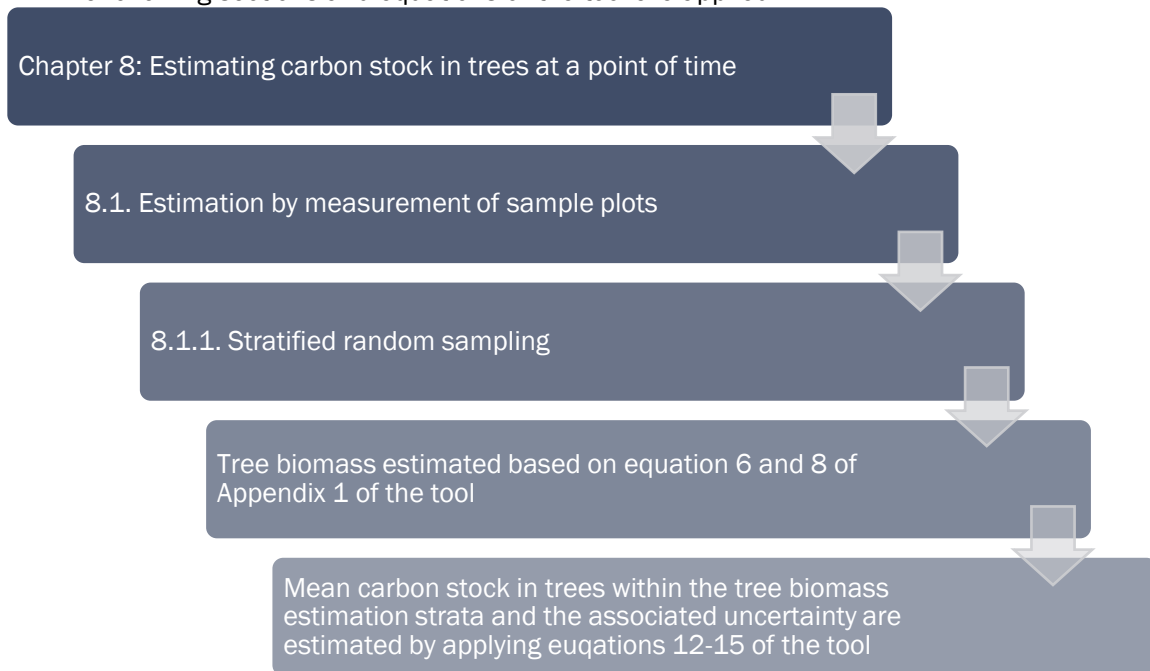 Chapter 8: Estimating carbon stock in trees at a point of time
8.1. Estimation by measurement of sample plots
8.1.1. Stratified random sampling
Tree biomass estimated based on equation 6 and 8 of
Appendix 1 of the tool
Mean carbon stock in trees within the tree biomass
estimation strata and the associated uncertainty are
estimated by applying euqations 12-15 of the tool